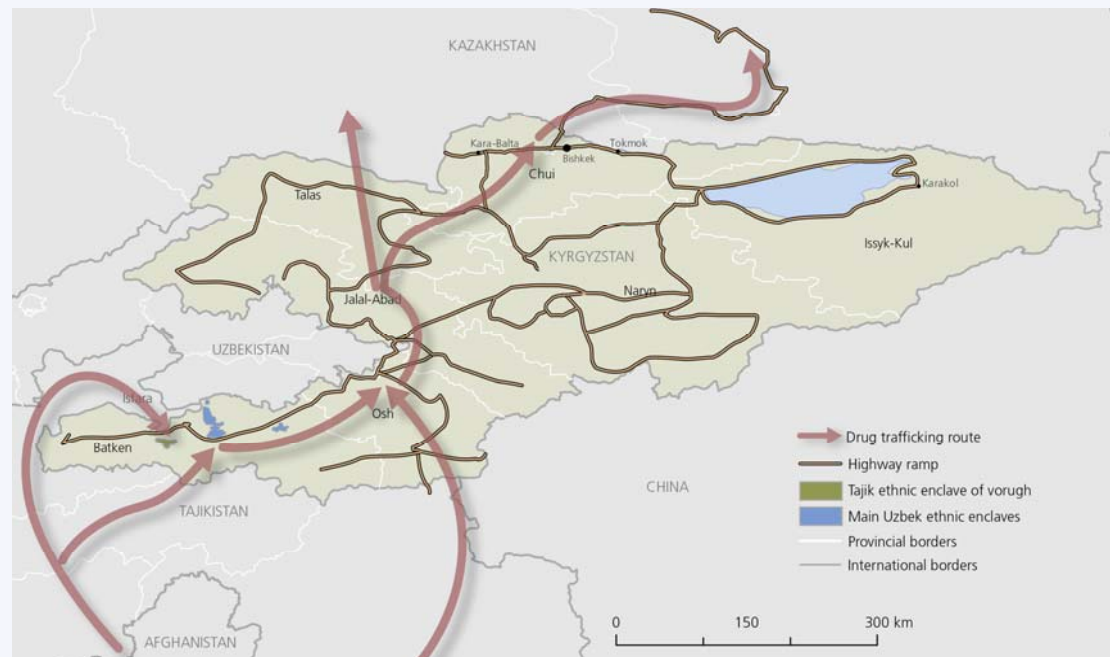 KAZAKHSTAN
Kara-Balta
Bishkek
Tokmok
Chui
Talas
Karakol
Issyk-Kul
KYRGYZSTAN
Naryn
Jalal-Abad
UZBEKISTAN
Isfara
Osh
Batken
TAJIKISTAN
CHINA
AFGHANISTAN
Drug trafficking route
Highway ramp
Tajik ethnic enclave of vorugh
Main Uzbek ethnic enclaves
Provincial borders
International borders
0 150 300 km